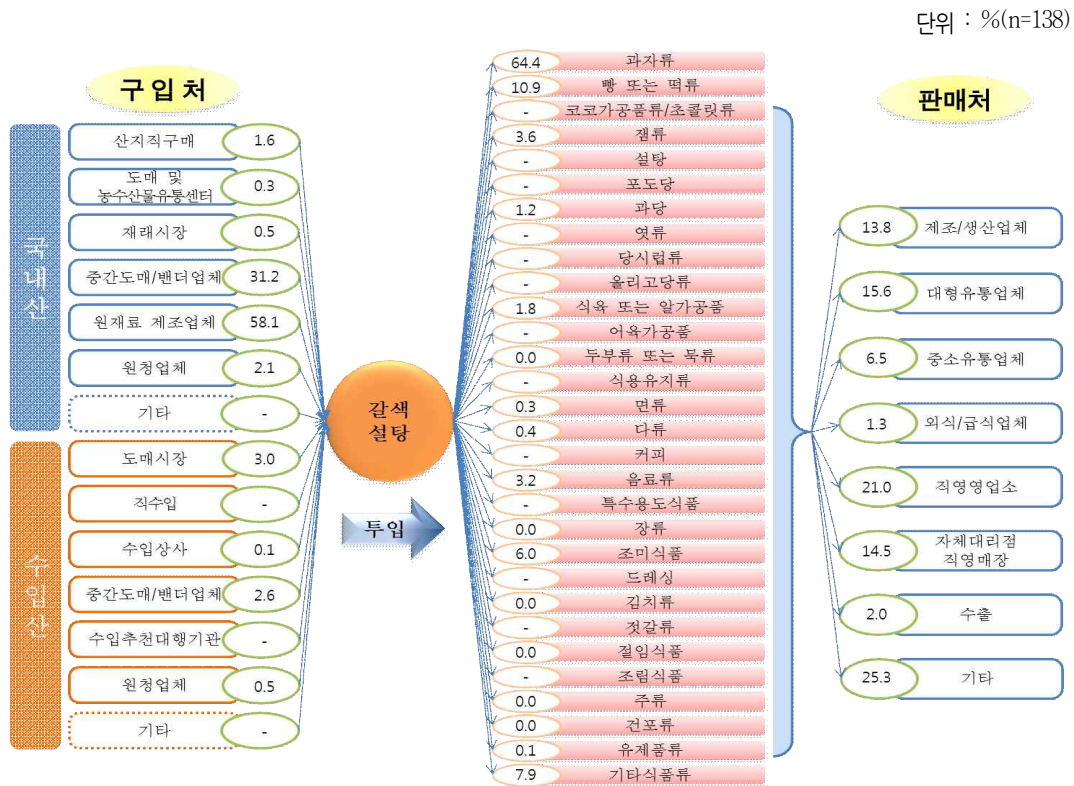 단위 : %(n=138)
구입처
국내산
산지직구매 1.6
도매 및
농수산물유통센터 0.3
재래시장 0.5
중간도매/밴더업체 31.2
원재료 제조업체 58.1
원청업체 2.1
기타 -
수입산
도매시장 3.0
직수입 -
수입상사 0.1
중간도매/밴더업체 2.6
수입추천대행기관 -
원청업체 0.5
기타 -
갈색
설탕
투입
64.4 과자류
10.9 빵 또는 떡류
- 코코가공품류/초콜릿류
3.6 잼류
- 설탕
- 포도당
1.2 과당
- 엿류
- 당시럽류
- 올리고당류
1.8 식육 또는 알가공품
- 어육가공품
0.0 두부류 또는 묵류
- 식용유지류
0.3 면류
0.4 다류
- 커피
3.2 음료류
- 특수용도식품
0.0 장류
6.0 조미식품
- 드레싱
0.0 김치류
- 젓갈류
0.0 절임식품
- 조림식품
0.0 주류
0.0 건포류
0.1 유제품류
7.9 기타식품류
판매처
13.8 제조/생산업체
15.6 대형유통업체
6.5 중소유통업체
1.3 외식/급식업체
21.0 직영영업소
14.5 자체대리점
직영매장
2.0 수출
25.3 기타